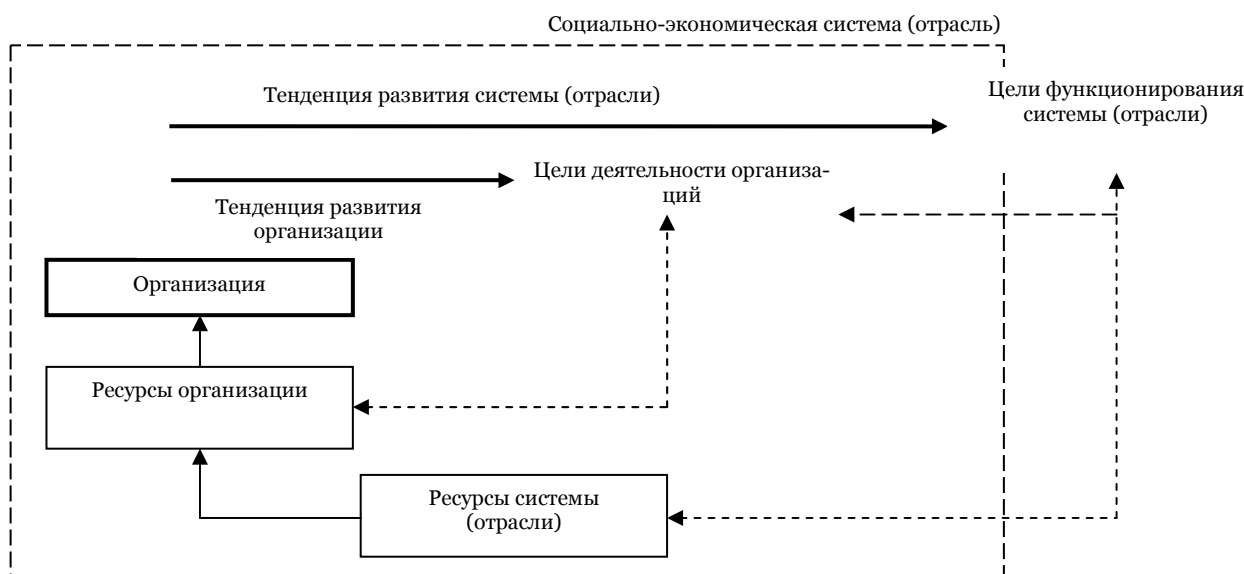 Социально-экономическая система (отрасль)
Тенденция развития системы (отрасли)
Цели функционирования
системы (отрасли)
Цели деятельности организа-
ций
Тенденция развития
организации
Организация
Ресурсы организации
Ресурсы системы
(отрасли)